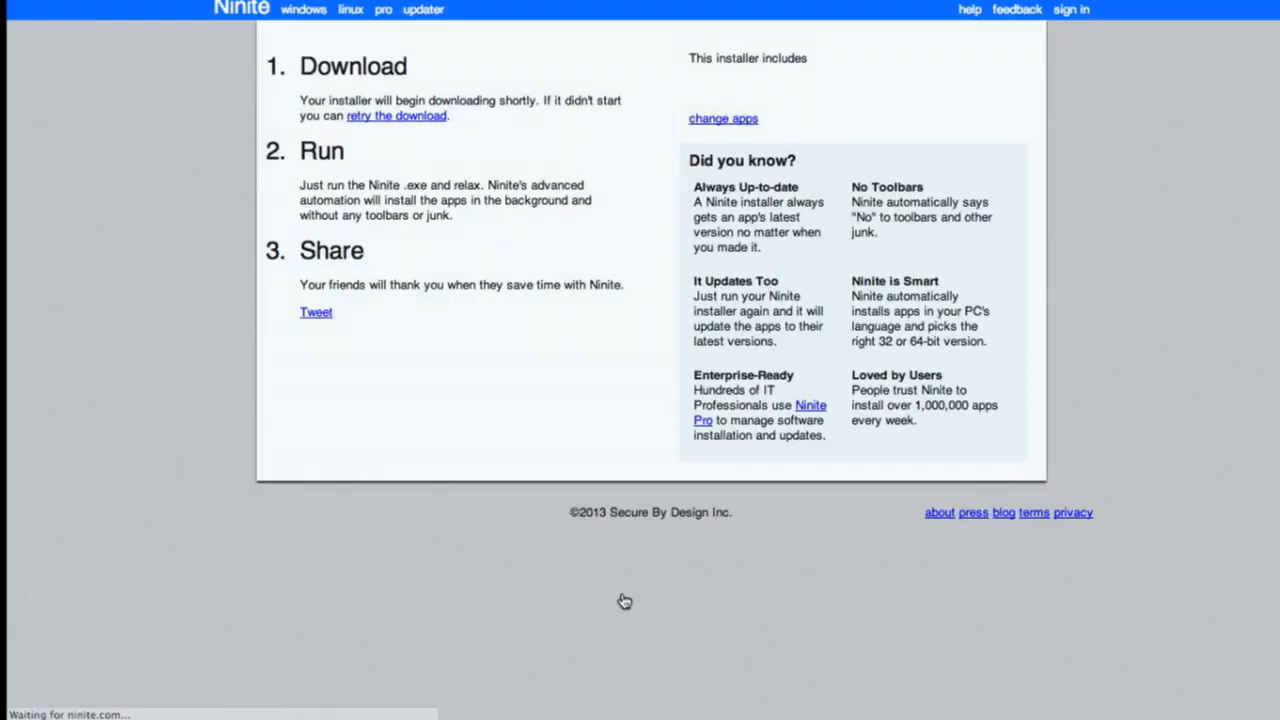 Ninite windows linux pro updater help feedback sign in
1. Download
Your installer will begin downloading shortly. If it didn't start
you can retry the download.
2. Run
Just run the Ninite .exe and relax. Ninite's advanced
automation will install the apps in the background and
without any toolbars or junk.
3. Share
Your friends will thank you when they save time with Ninite.
Tweet
This installer includes
change apps
Did you know?
Always Up-to-date
A Ninite installer always
gets an app's latest
version no matter when
you made it.
No Toolbars
Ninite automatically says
"No" to toolbars and other
junk.
It Updates Too
Just run your Ninite
installer again and it will
update the apps to their
latest versions.
Ninite is Smart
Ninite automatically
installs apps in your PC's
language and picks the
right 32 or 64-bit version.
Enterprise-Ready
Hundreds of IT
Professionals use Ninite
Pro to manage software
installation and updates.
Loved by Users
People trust Ninite to
install over 1,000,000 apps
every week.
©2013 Secure By Design Inc.
about press blog terms privacy
Waiting for ninite.com...